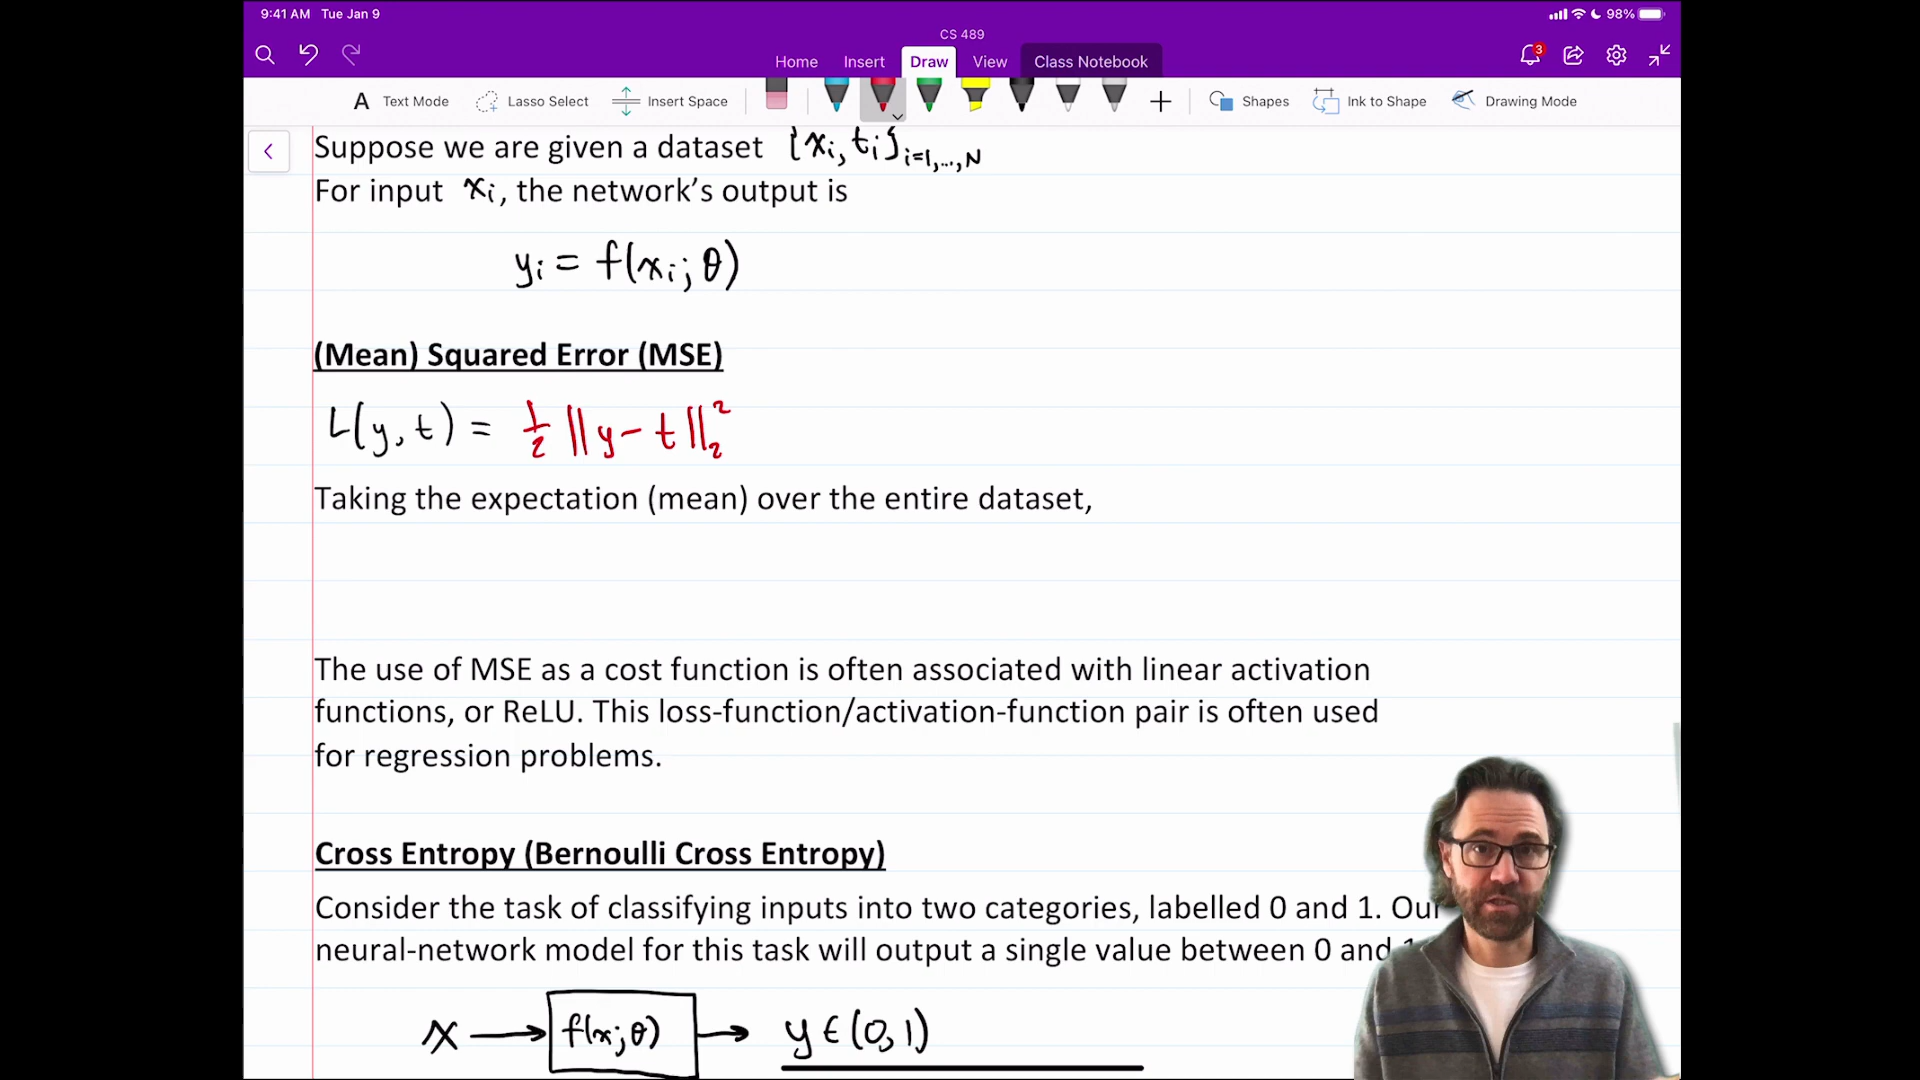 9:41 AM Tue Jan 9
98%
CS 489
Home Insert Draw View Class Notebook
3
Text Mode Lasso Select Insert Space Shapes Ink to Shape Drawing Mode
Suppose we are given a dataset {xᵢ, tᵢ}ᵢ₌₁,...,N
For input xᵢ, the network’s output is
yᵢ = f(xᵢ; θ)
(Mean) Squared Error (MSE)
L(y, t) = 1/2 ||y − t||₂²
Taking the expectation (mean) over the entire dataset,
The use of MSE as a cost function is often associated with linear activation
functions, or ReLU. This loss-function/activation-function pair is often used
for regression problems.
Cross Entropy (Bernoulli Cross Entropy)
Consider the task of classifying inputs into two categories, labelled 0 and 1. Our
neural-network model for this task will output a single value between 0 and 1
x → f(x; θ) → y ∈ (0, 1)